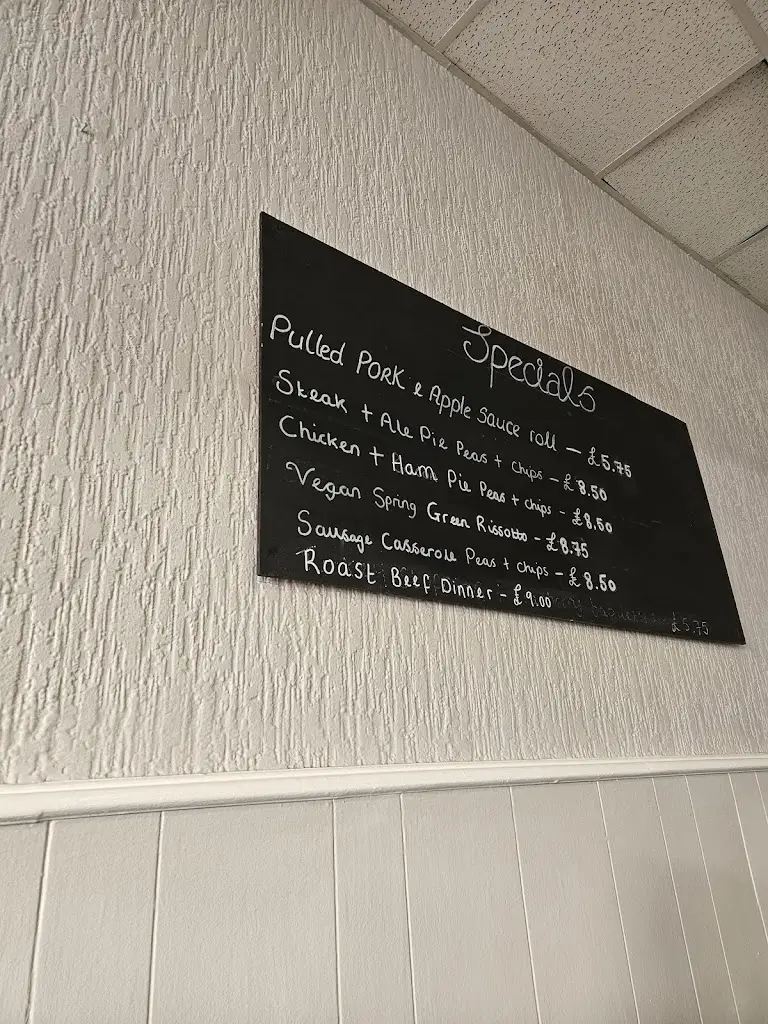 Specials
Pulled Pork & Apple Sauce roll - £5.75
Steak + Ale Pie Peas + chips - £8.50
Chicken + Ham Pie Peas + chips - £8.50
Vegan Spring Green Rissotto - £8.75
Sausage Casserole Peas + chips - £8.50
Roast Beef Dinner - £9.00
£5.75